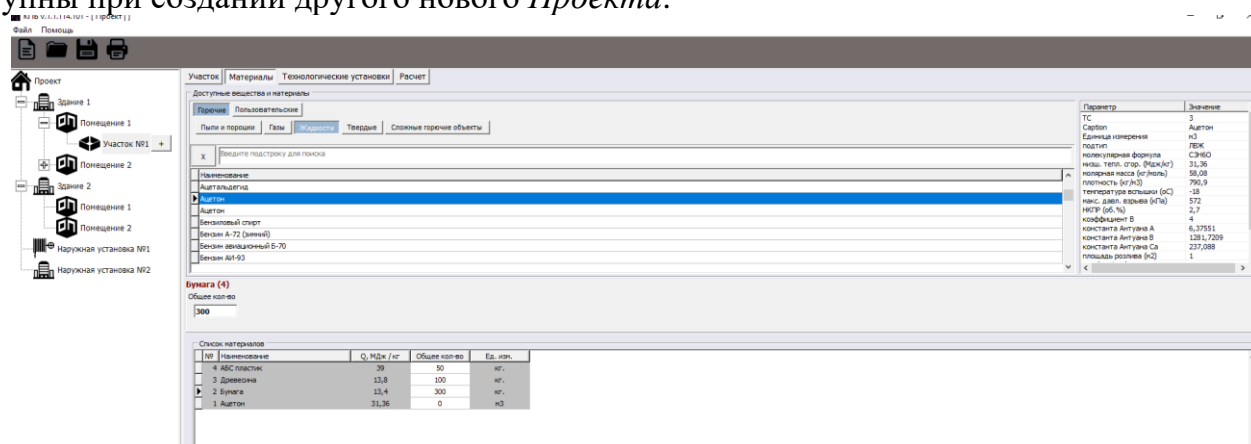 упны при создании другого нового Проекта.
Файл Помощь
Проект
Здание 1
Помещение 1
Участок №1 +
Помещение 2
Здание 2
Помещение 1
Помещение 2
Наружная установка №1
Наружная установка №2
Участок Материалы Технологические установки Расчет
Доступные вещества и материалы
Горючие Пользовательские
Пыли и порошки Газы Жидкости Твердые Сложные горючие объекты
x Введите подстроку для поиска
Наименование
Ацетальдегид
Ацетон
Ацетон
Бензиловый спирт
Бензин А-72 (зимний)
Бензин авиационный Б-70
Бензин АИ-93
Параметр Значение
ТС 3
Caption Ацетон
Единица измерения м3
подтип ЛВЖ
молекулярная формула C3H6O
низш. тепл. сгор. (Мдж/кг) 31,36
молярная масса (кг/моль) 58,08
плотность (кг/м3) 790,9
температура вспышки (оС) -18
макс. давл. взрыва (кПа) 572
НКПР (об.%) 2,7
коэффициент B 4
константа Антуана A 6,37551
константа Антуана B 1281,7209
константа Антуана Ca 237,088
площадь розлива (м2) 1
Бумага (4)
Общее кол-во
300
Список материалов
№ Наименование Q, МДж / кг Общее кол-во Ед. изм.
4 АБС пластик 39 50 кг.
3 Древесина 13,8 100 кг.
2 Бумага 13,4 300 кг.
1 Ацетон 31,36 0 м3